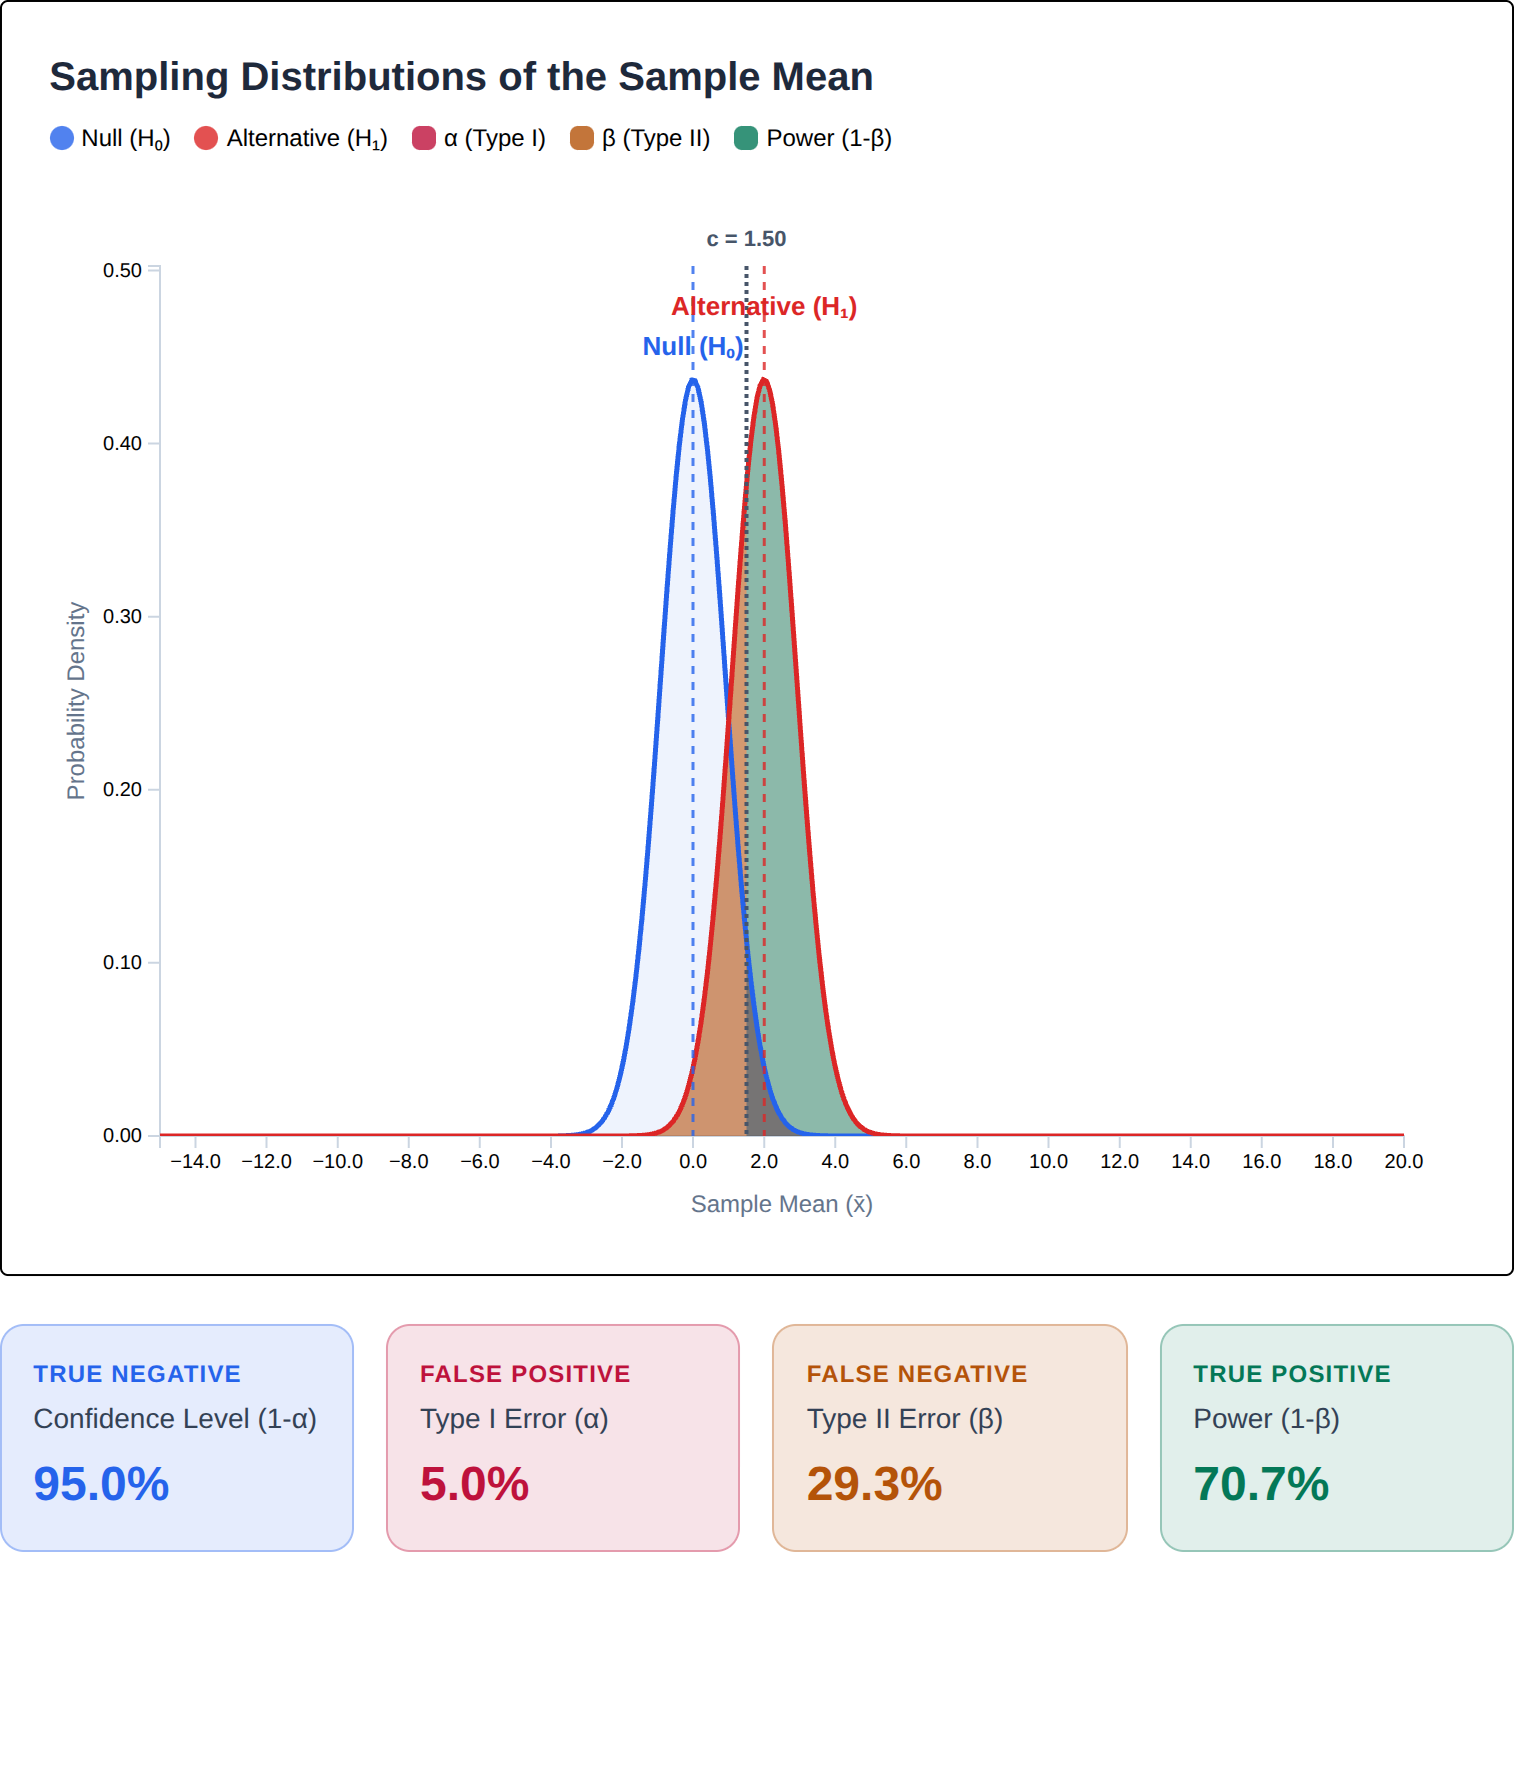 Sampling Distributions of the Sample Mean
Null (H₀) Alternative (H₁) α (Type I) β (Type II) Power (1-β)
c = 1.50
0.50
Alternative (H₁)
Null (H₀)
0.40
0.30
Probability Density
0.20
0.10
0.00
−14.0 −12.0 −10.0 −8.0 −6.0 −4.0 −2.0 0.0 2.0 4.0 6.0 8.0 10.0 12.0 14.0 16.0 18.0 20.0
Sample Mean (x̄)
TRUE NEGATIVE
Confidence Level (1-α)
95.0%
FALSE POSITIVE
Type I Error (α)
5.0%
FALSE NEGATIVE
Type II Error (β)
29.3%
TRUE POSITIVE
Power (1-β)
70.7%